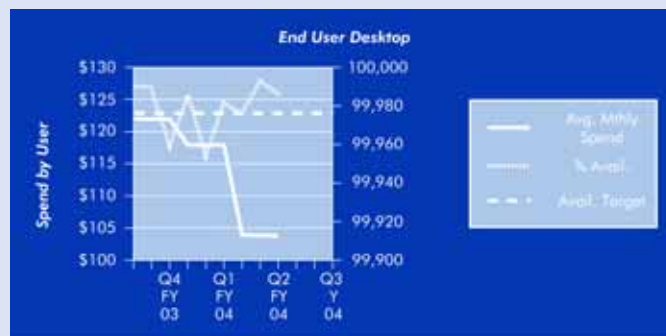 End User Desktop
$130
$125
$120
$115
$110
$105
$100
Spend by User
100,000
99,980
99,960
99,940
99,920
99,900
Q4 Q1 Q2 Q3
FY FY FY Y
03 04 04 04
Avg. Mthly
Spend
% Avail.
Avail. Target